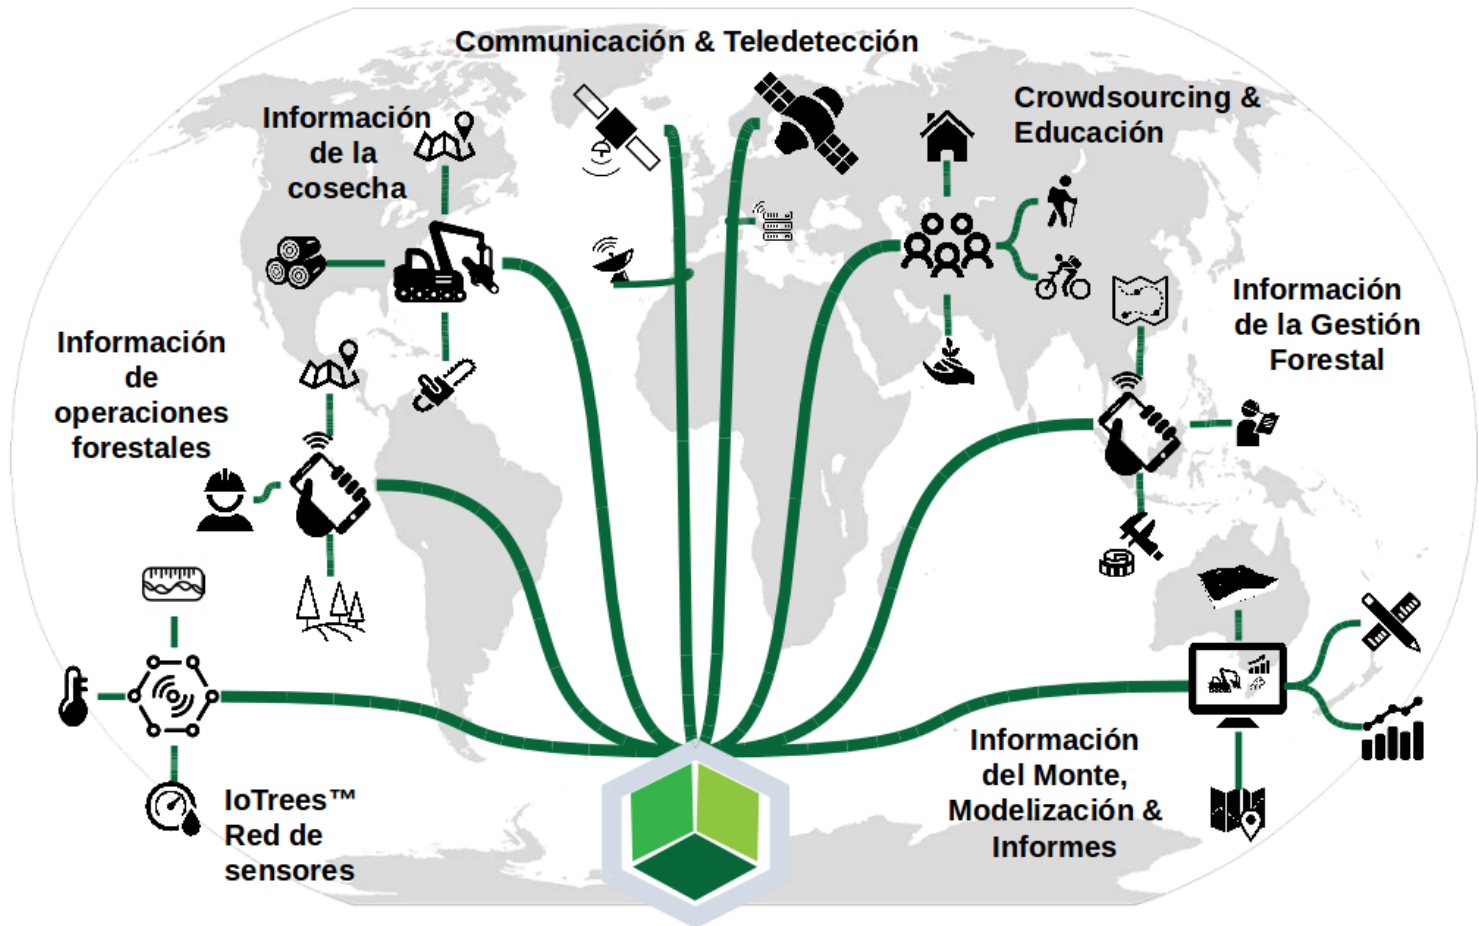 Communicación & Teledetección
Información
de la
cosecha
Crowdsourcing &
Educación
Información
de la Gestión
Forestal
Información
de
operaciones
forestales
IoTrees™
Red de
sensores
Información
del Monte,
Modelización &
Informes